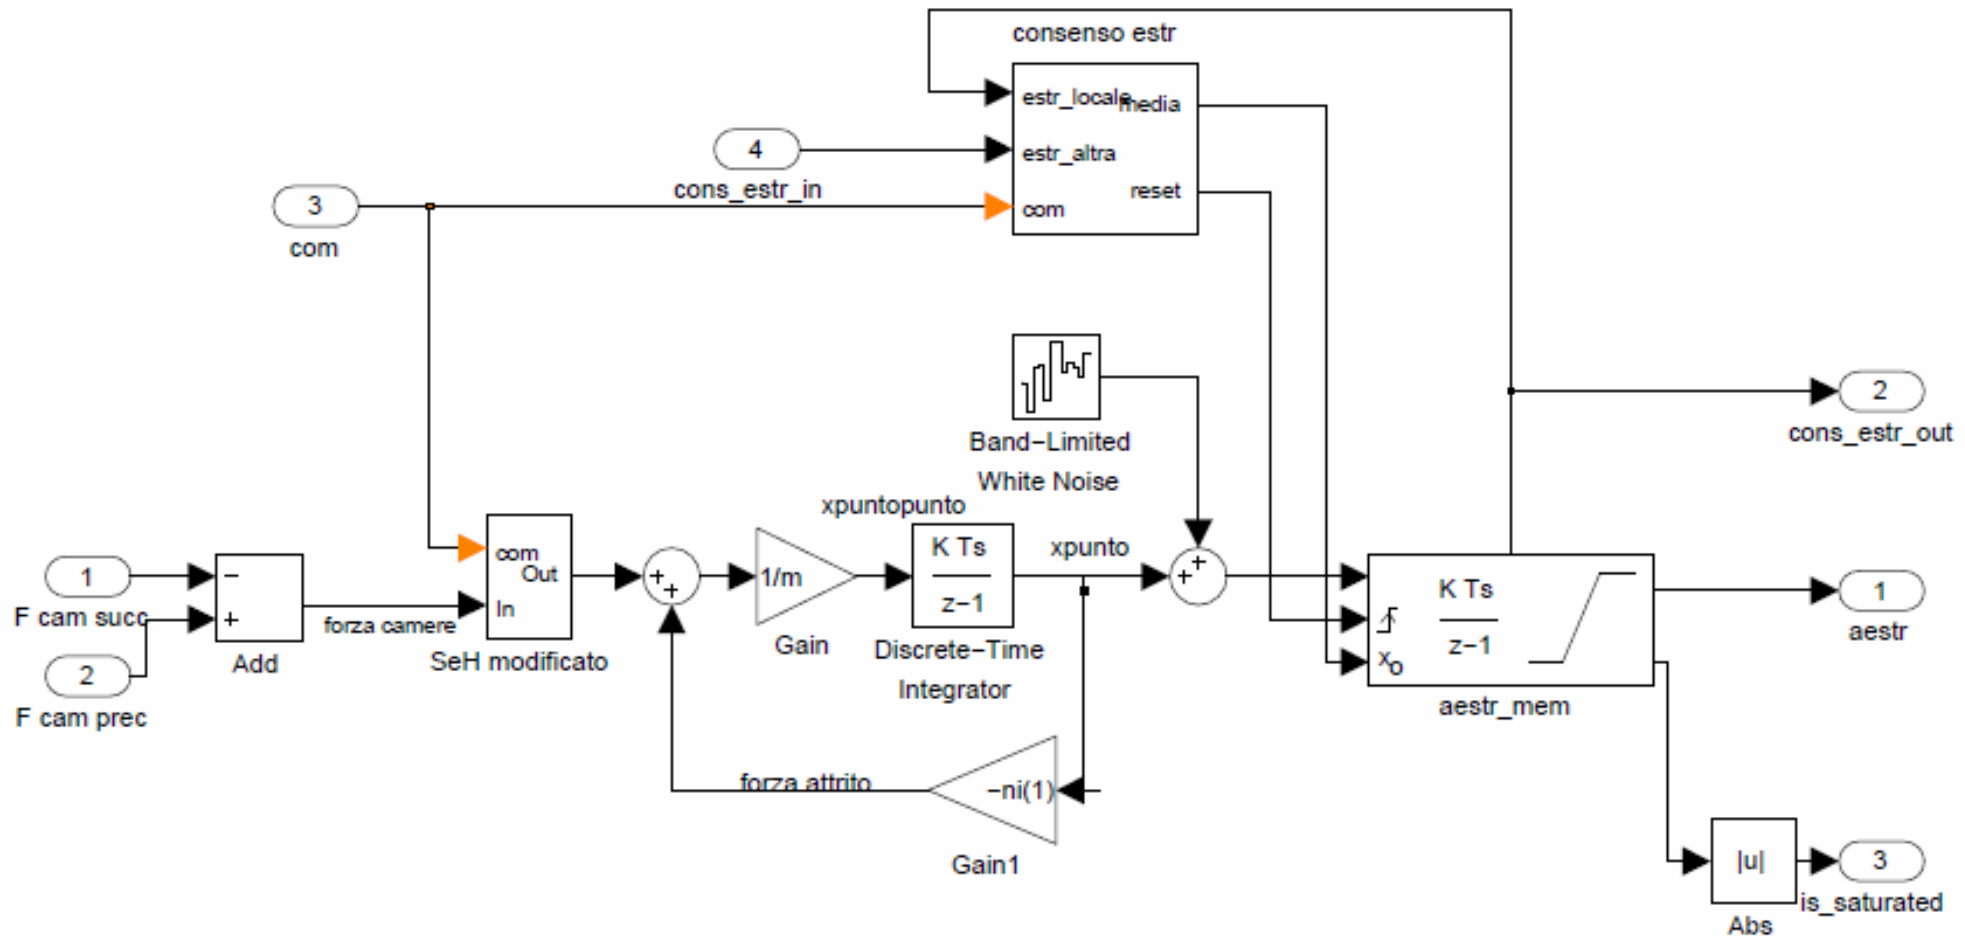 consenso estr
estr_locale
media
4
estr_altra
cons_estr_in
reset
3
com
com
Band−Limited
White Noise
2
cons_estr_out
xpuntopunto
xpunto
1
F cam succ
−
+
forza camere
Add
2
F cam prec
com
Out
In
SeH modificato
+
+
1/m
Gain
K Ts
z−1
Discrete−Time
Integrator
+
+
K Ts
z−1
xo
aestr_mem
1
aestr
forza attrito
−ni(1)
Gain1
|u|
Abs
3
is_saturated